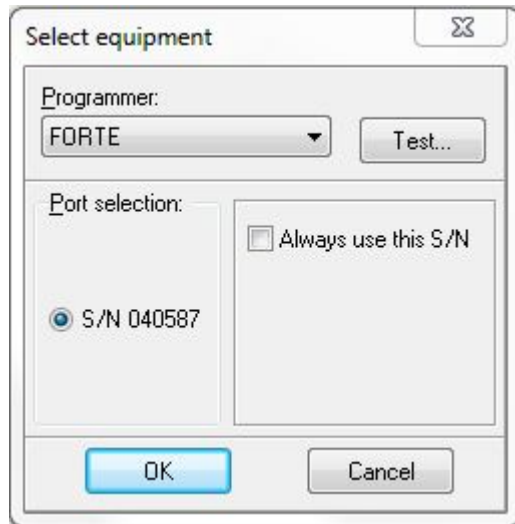 Select equipment
Programmer:
FORTE
Test...
Port selection:
Always use this S/N
S/N 040587
OK
Cancel